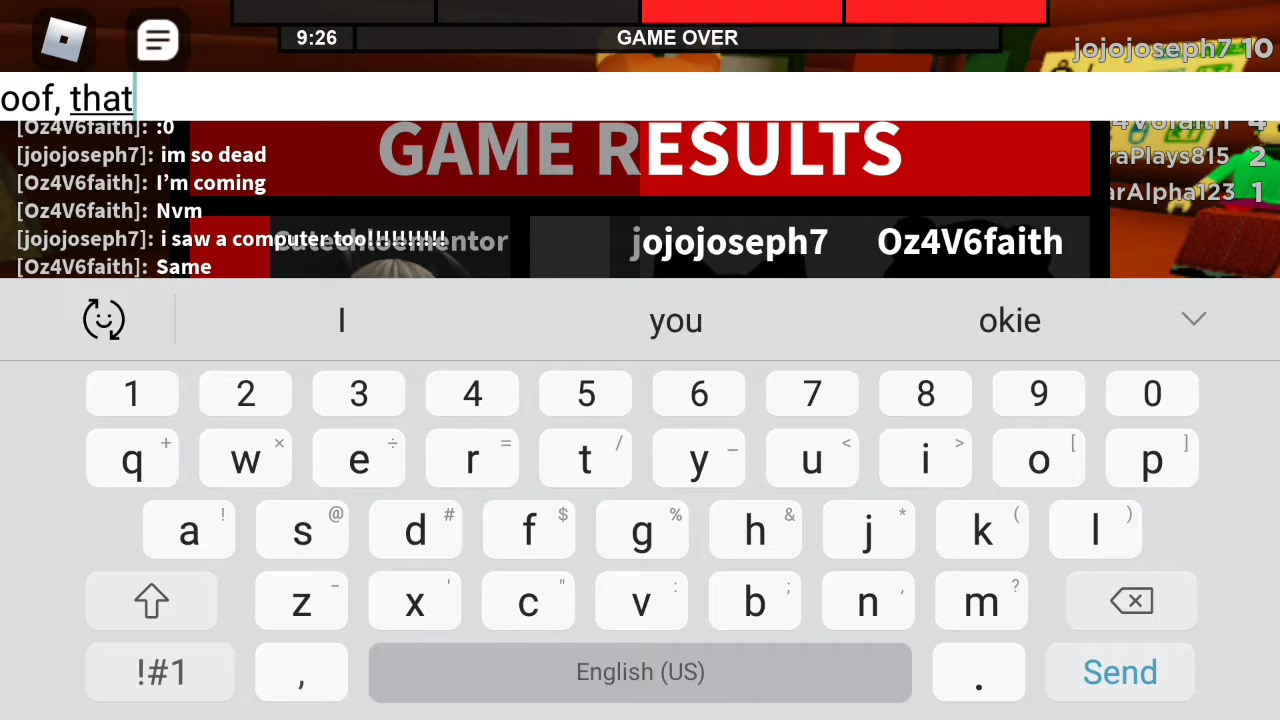 9:26
GAME OVER
jojojoseph7 10
oof, that
[Oz4V6faith]: :0
4V6faith 4
[jojojoseph7]: im so dead
GAME RESULTS
raPlays815 2
[Oz4V6faith]: I'm coming
arAlpha123 1
[Oz4V6faith]: Nvm
[jojojoseph7]: i saw a computer too!!!!!!!!!
jojojoseph7
Oz4V6faith
[Oz4V6faith]: Same
I you okie
1 2 3 4 5 6 7 8 9 0
q + w × e ÷ r = t / y _ u < i > o [ p ]
a ! s @ d # f $ g % h & j * k ( l )
z - x ' c " v : b ; n , m ?
!#1 , English (US) . Send